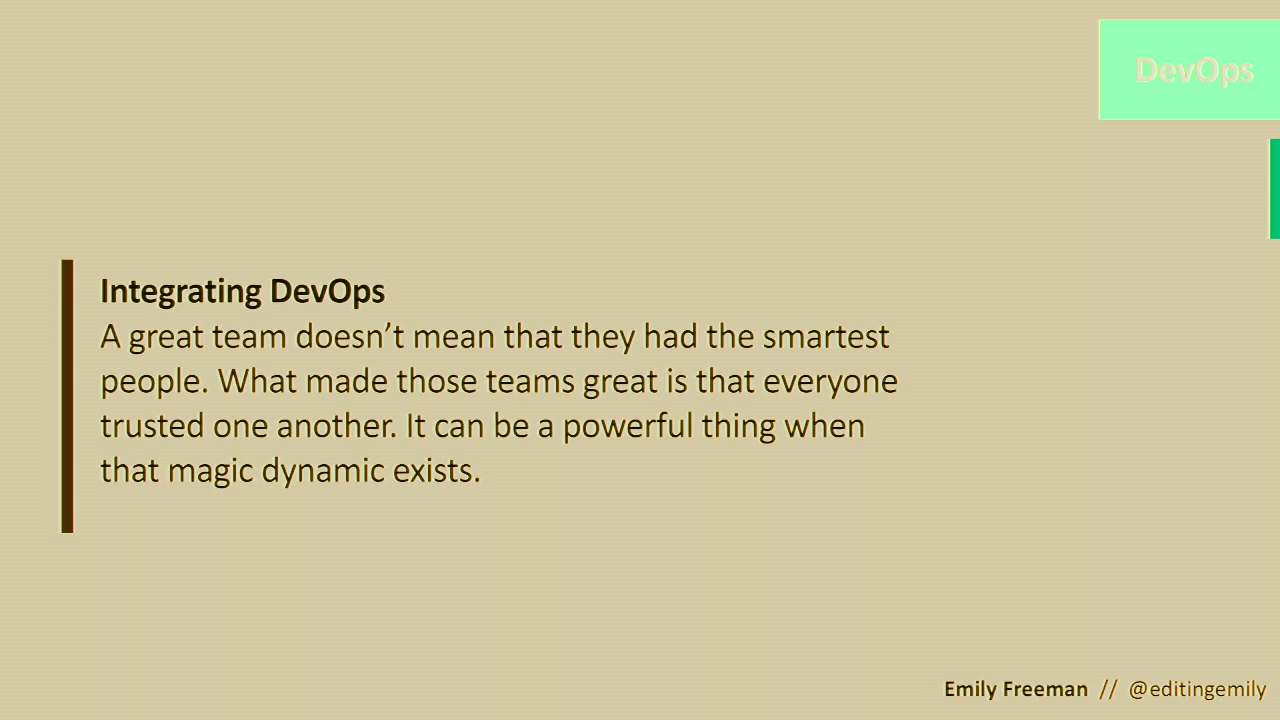 DevOps
Integrating DevOps
A great team doesn’t mean that they had the smartest
people. What made those teams great is that everyone
trusted one another. It can be a powerful thing when
that magic dynamic exists.
Emily Freeman // @editingemily